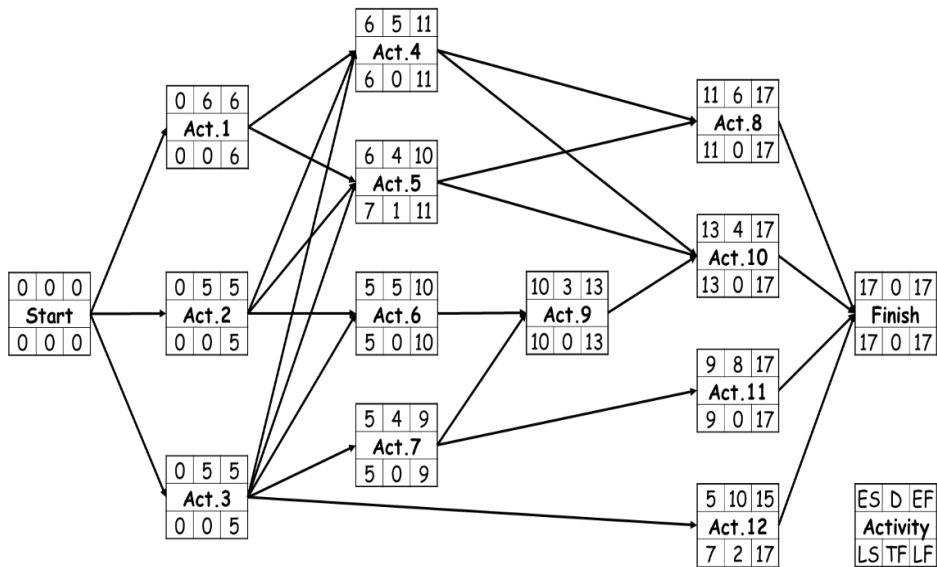 0 0 0
Start
0 0 0
0 6 6
Act.1
0 0 6
0 5 5
Act.2
0 0 5
0 5 5
Act.3
0 0 5
6 5 11
Act.4
6 0 11
6 4 10
Act.5
7 1 11
5 5 10
Act.6
5 0 10
5 4 9
Act.7
5 0 9
10 3 13
Act.9
10 0 13
11 6 17
Act.8
11 0 17
13 4 17
Act.10
13 0 17
9 8 17
Act.11
9 0 17
5 10 15
Act.12
7 2 17
17 0 17
Finish
17 0 17
ES D EF
Activity
LS TF LF